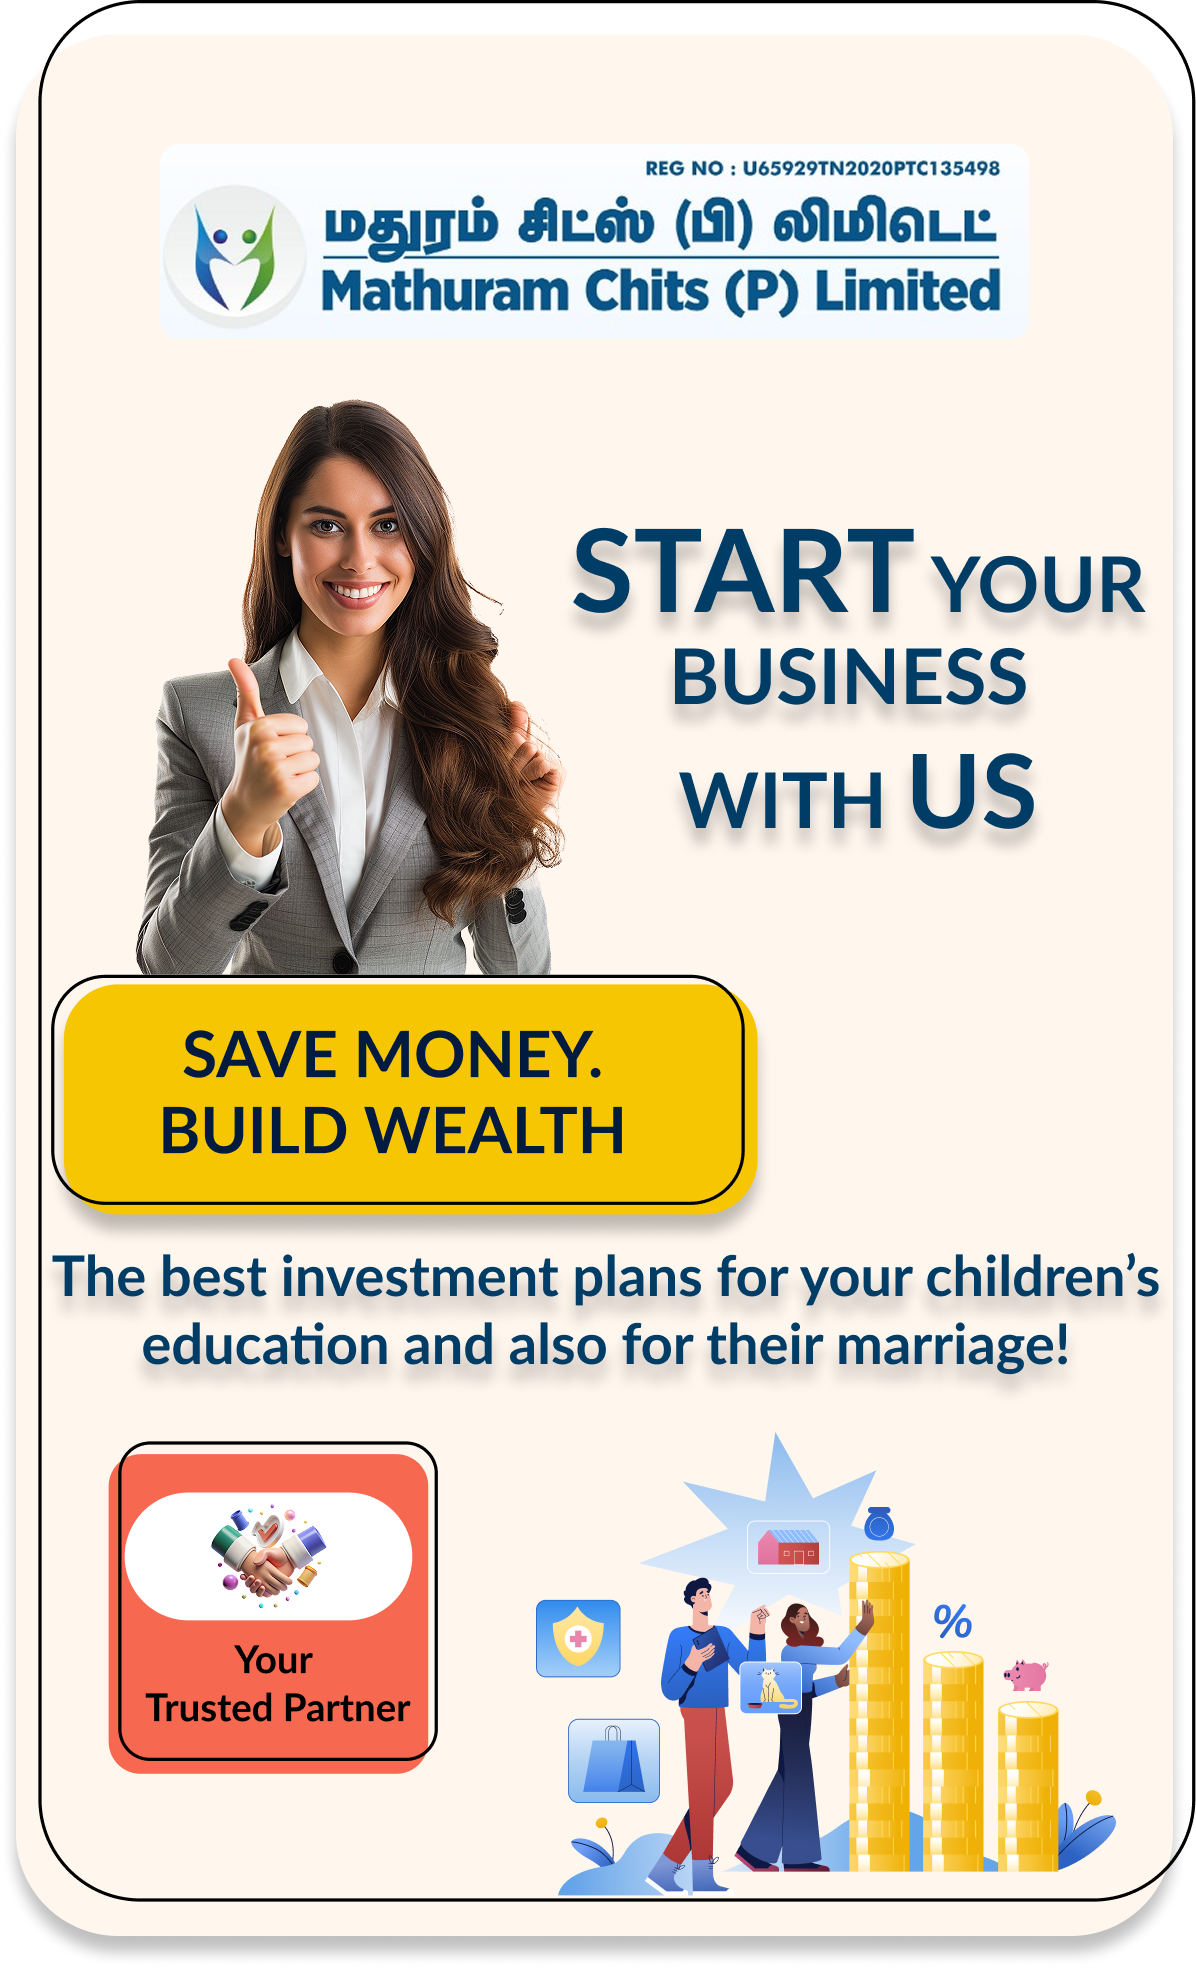 REG NO : U65929TN2020PTC135498
மதுரம் சிட்ஸ் (பி) லிமிடெட்
Mathuram Chits (P) Limited
START YOUR
BUSINESS
WITH US
SAVE MONEY.
BUILD WEALTH
The best investment plans for your children’s
education and also for their marriage!
Your
Trusted Partner
%